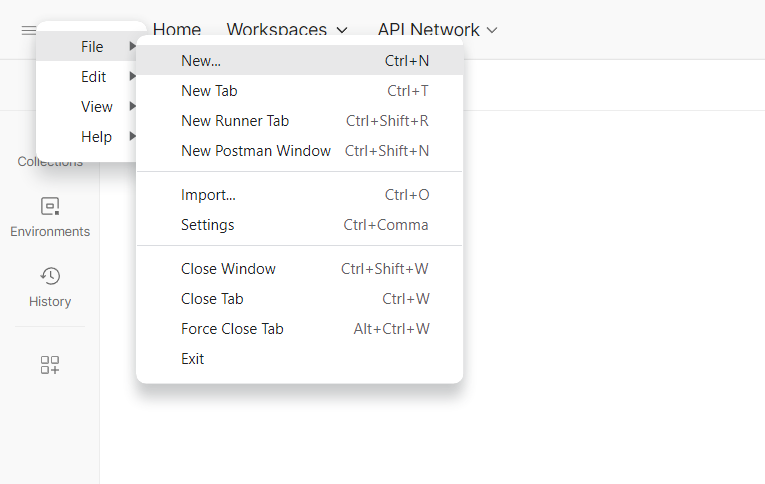 Home Workspaces API Network
File
Edit
View
Help
New... Ctrl+N
New Tab Ctrl+T
New Runner Tab Ctrl+Shift+R
New Postman Window Ctrl+Shift+N
Import... Ctrl+O
Settings Ctrl+Comma
Close Window Ctrl+Shift+W
Close Tab Ctrl+W
Force Close Tab Alt+Ctrl+W
Exit
Collections
Environments
History